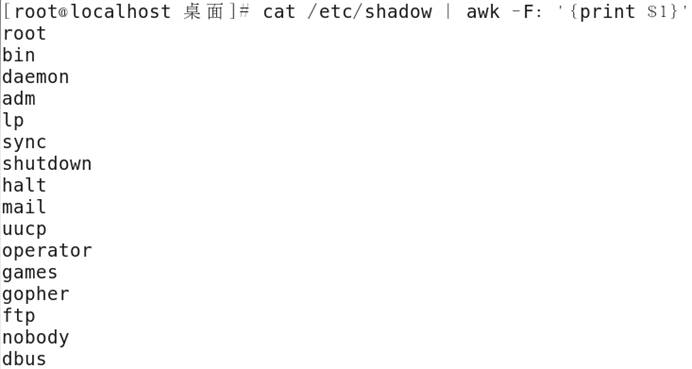 [root@localhost 桌面]# cat /etc/shadow | awk -F: '{print $1}'
root
bin
daemon
adm
lp
sync
shutdown
halt
mail
uucp
operator
games
gopher
ftp
nobody
dbus